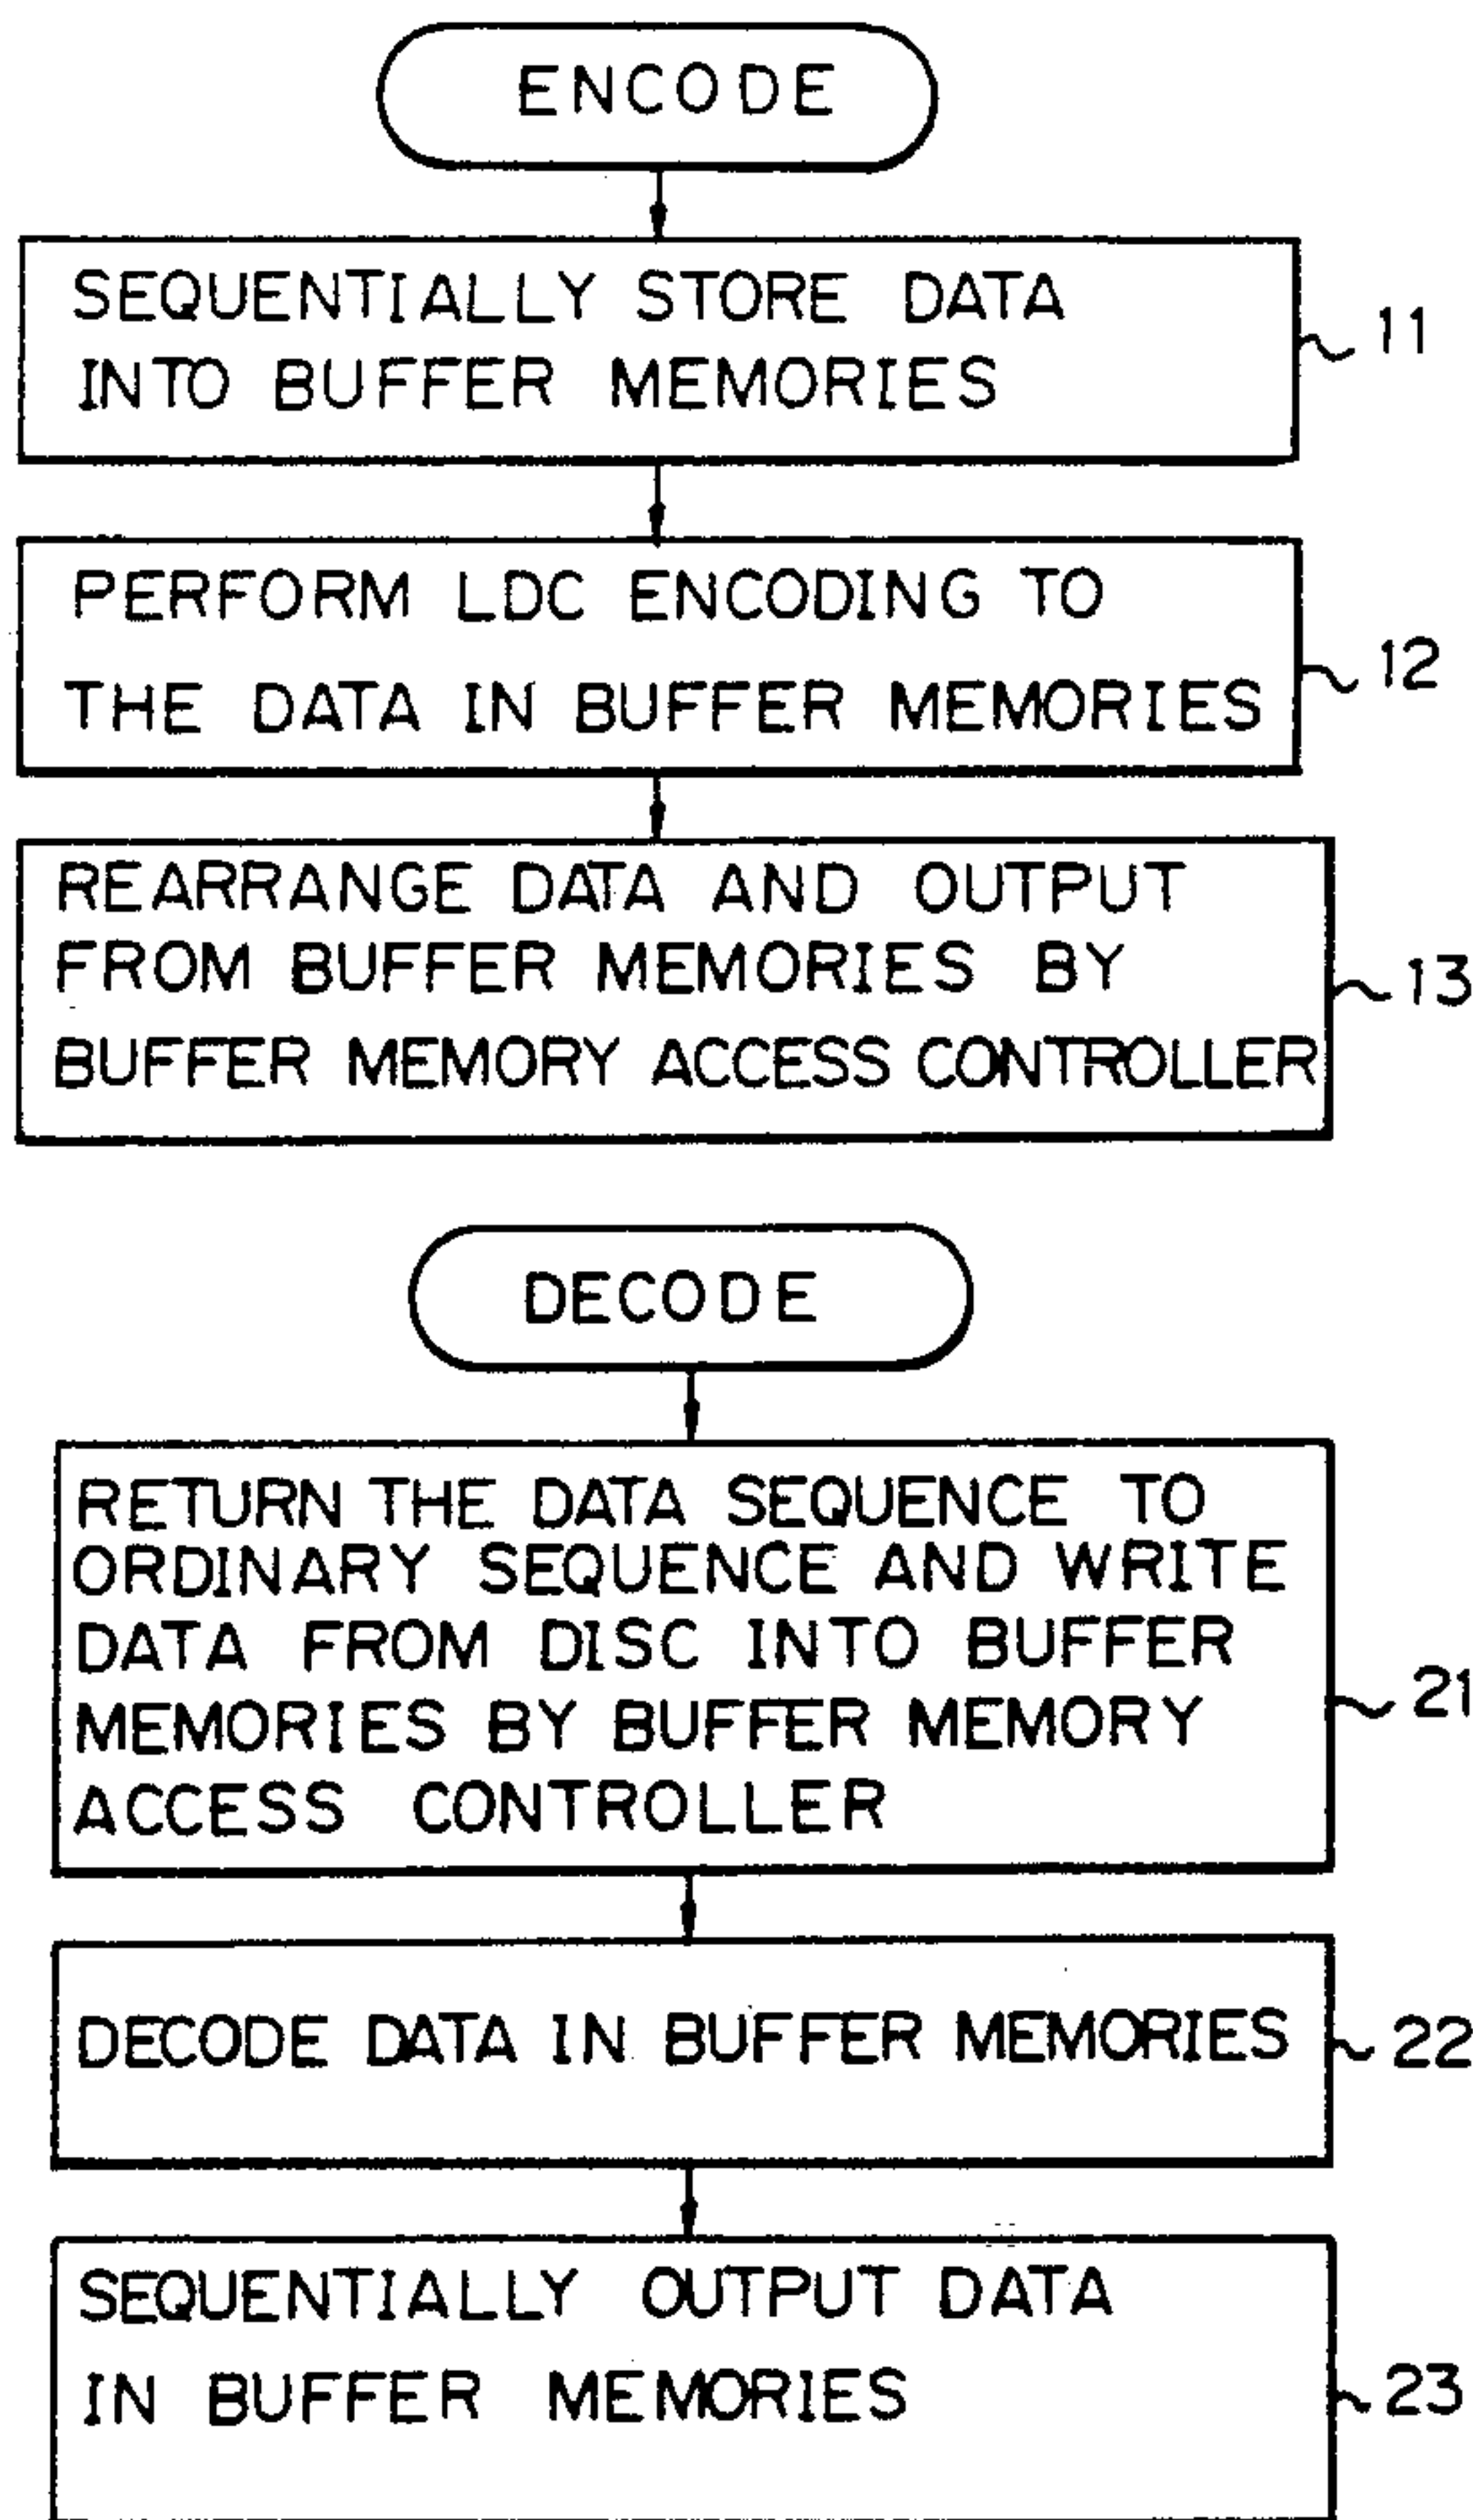 ENCODE
SEQUENTIALLY STORE DATA
INTO BUFFER MEMORIES
11
PERFORM LDC ENCODING TO
THE DATA IN BUFFER MEMORIES
12
REARRANGE DATA AND OUTPUT
FROM BUFFER MEMORIES BY
BUFFER MEMORY ACCESS CONTROLLER
13
DECODE
RETURN THE DATA SEQUENCE TO
ORDINARY SEQUENCE AND WRITE
DATA FROM DISC INTO BUFFER
MEMORIES BY BUFFER MEMORY
ACCESS CONTROLLER
21
DECODE DATA IN BUFFER MEMORIES
22
SEQUENTIALLY OUTPUT DATA
IN BUFFER MEMORIES
23